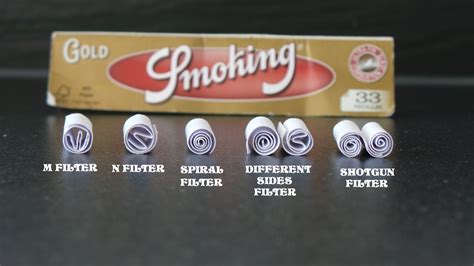 GOLD
Smoking
33
M FILTER
N FILTER
SPIRAL
FILTER
DIFFERENT
SIDES
FILTER
SHOTGUN
FILTER